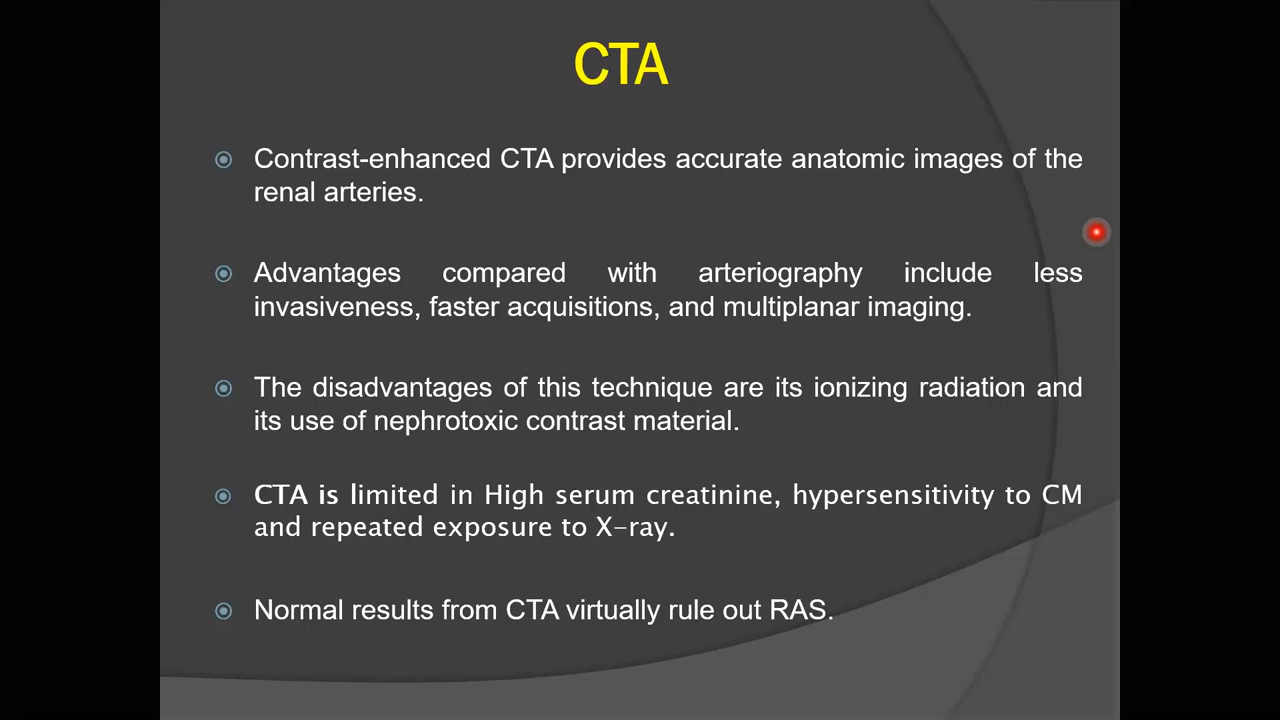 CTA
Contrast-enhanced CTA provides accurate anatomic images of the
renal arteries.
Advantages compared with arteriography include less
invasiveness, faster acquisitions, and multiplanar imaging.
The disadvantages of this technique are its ionizing radiation and
its use of nephrotoxic contrast material.
CTA is limited in High serum creatinine, hypersensitivity to CM
and repeated exposure to X-ray.
Normal results from CTA virtually rule out RAS.